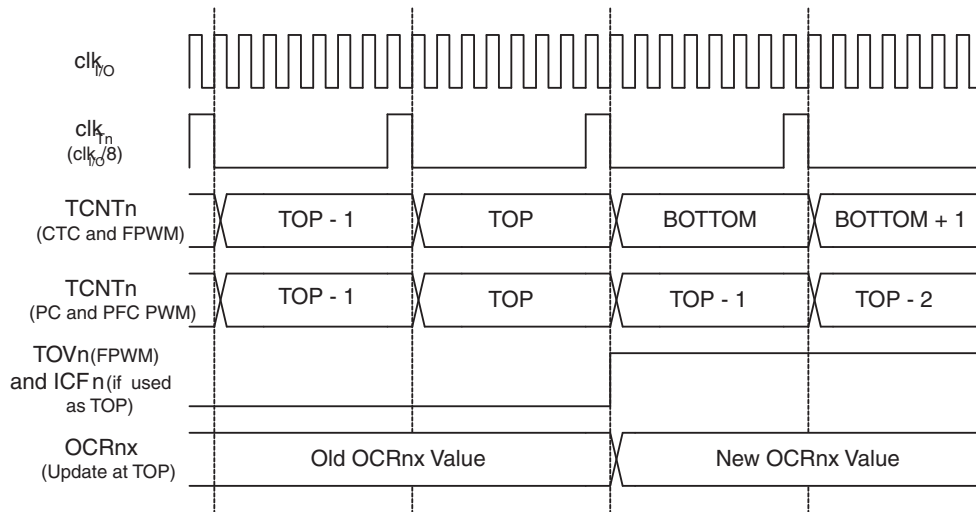 clkI/O
clkTn
(clkI/O/8)
TCNTn
(CTC and FPWM)
TOP - 1
TOP
BOTTOM
BOTTOM + 1
TCNTn
(PC and PFC PWM)
TOP - 1
TOP
TOP - 1
TOP - 2
TOVn(FPWM)
and ICFn(if used
as TOP)
OCRnx
(Update at TOP)
Old OCRnx Value
New OCRnx Value